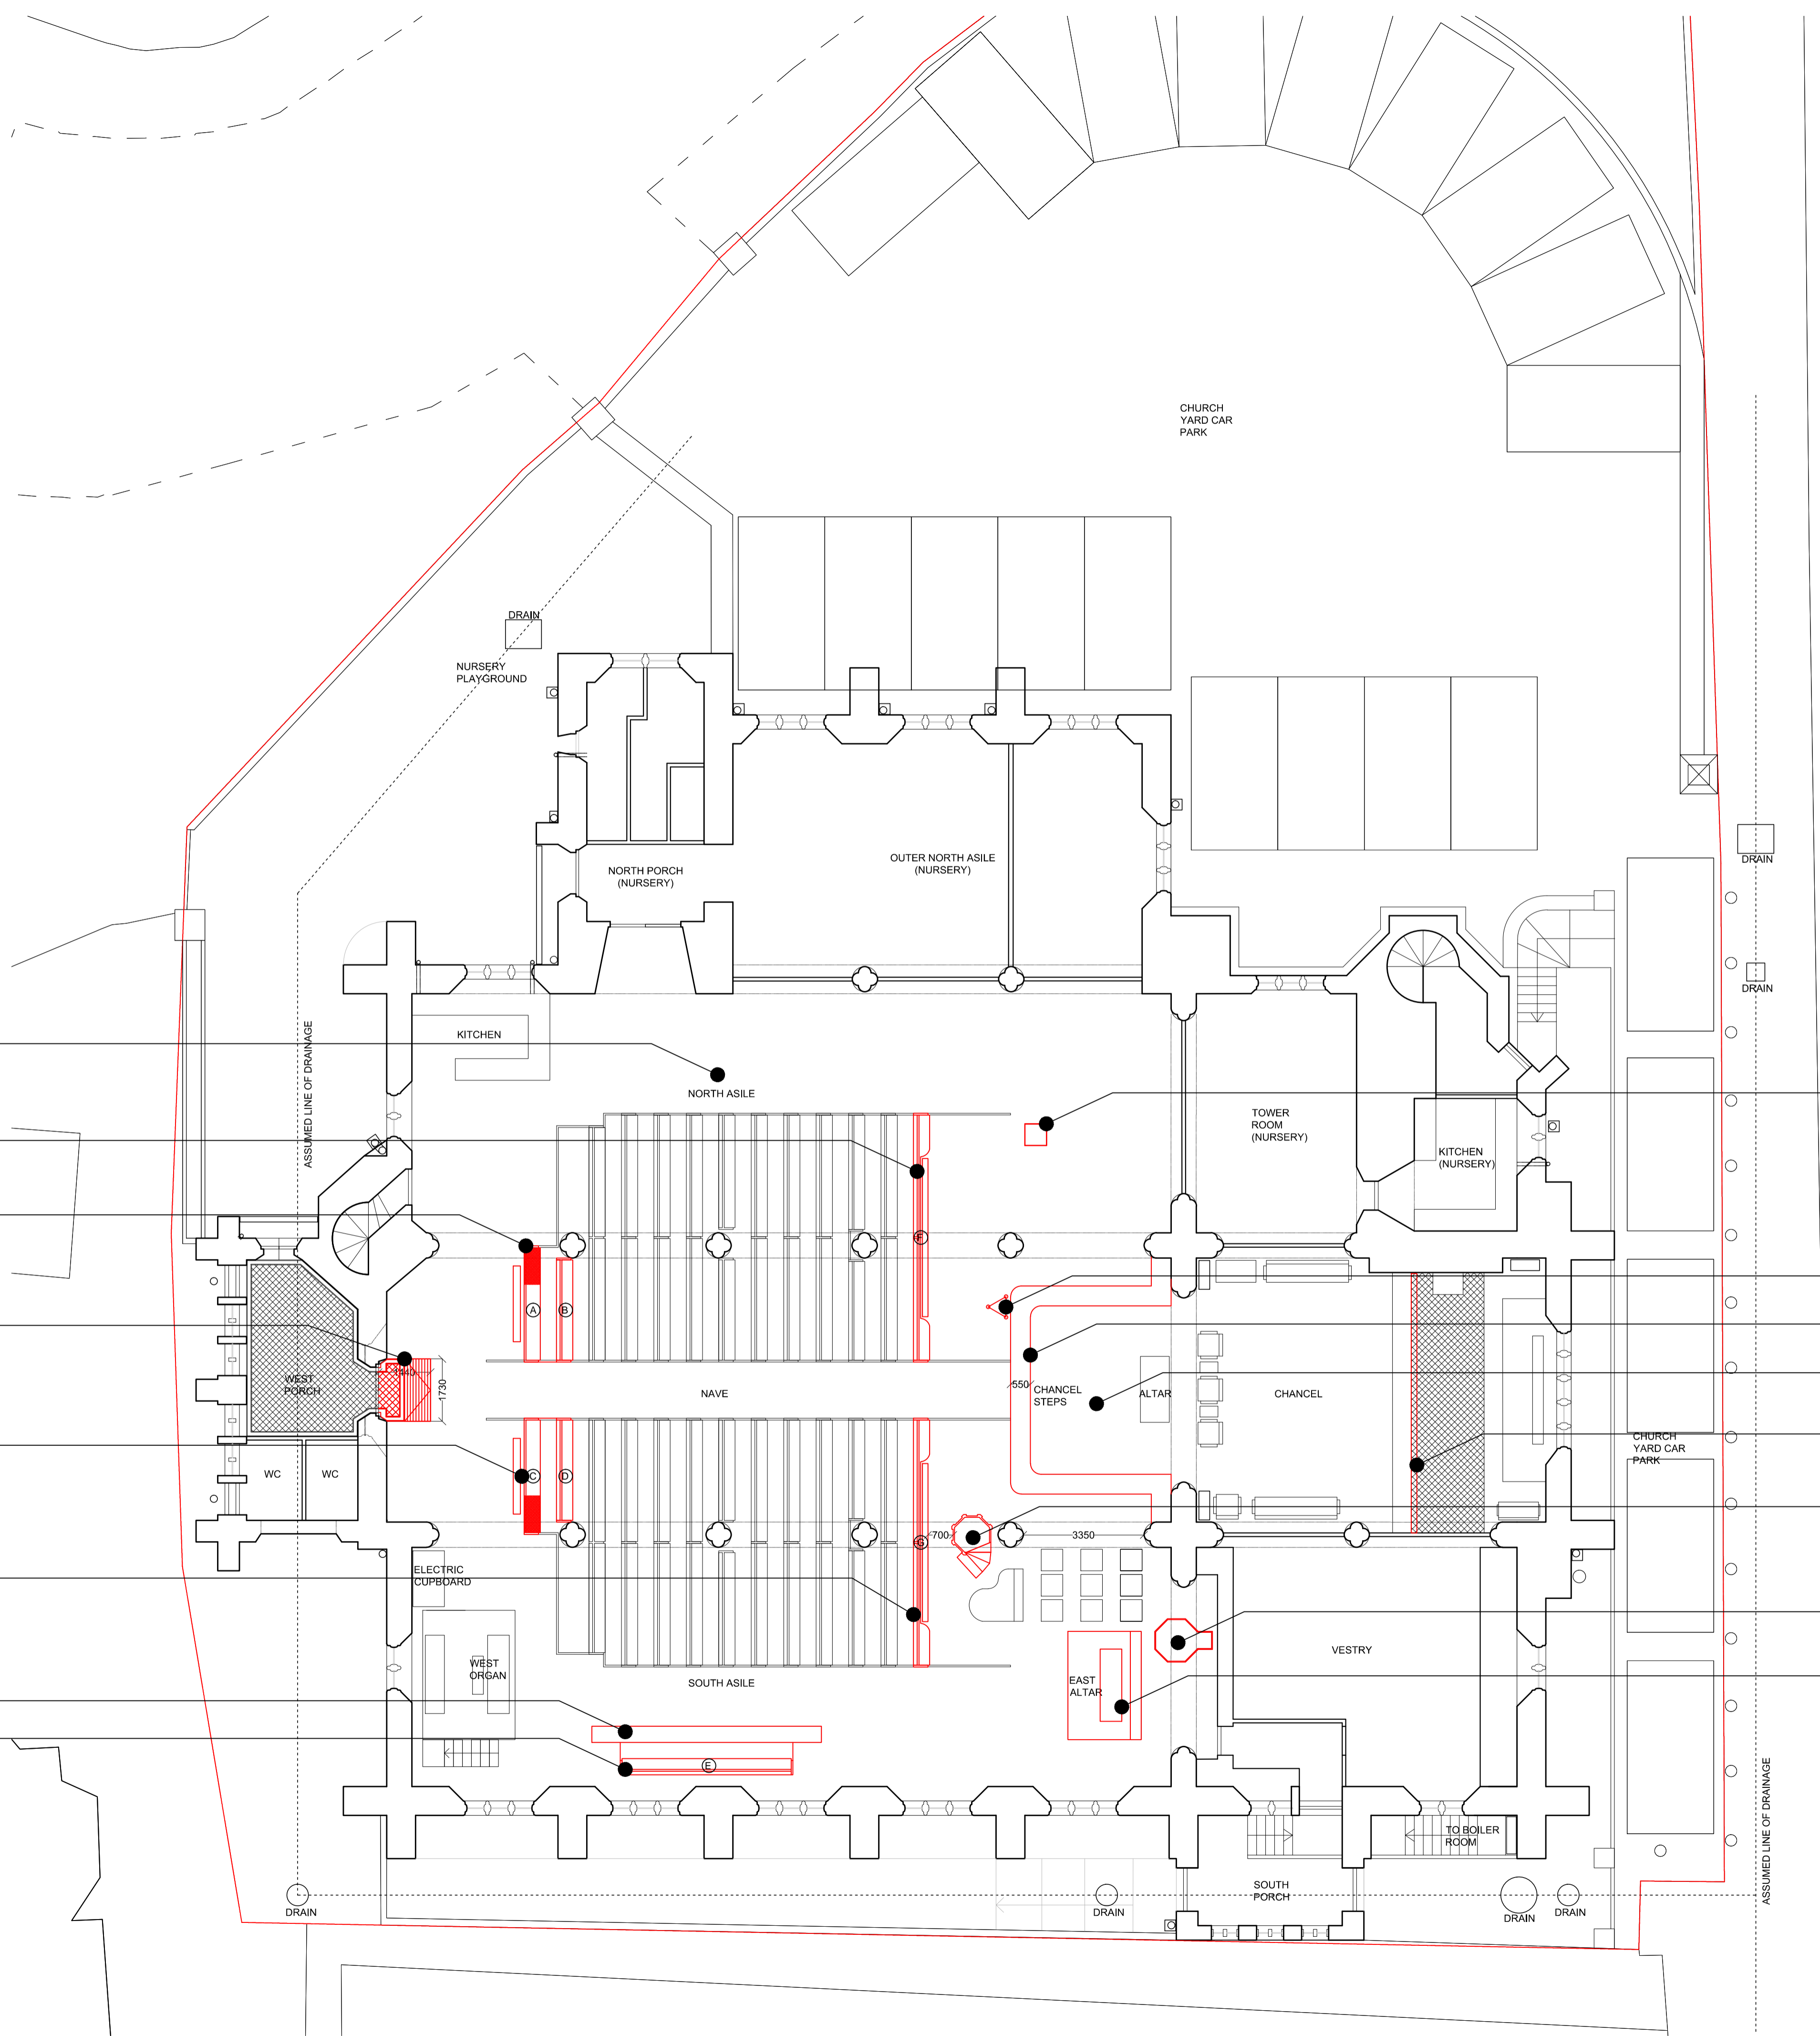 CHURCH
YARD CAR
PARK
DRAIN
NURSERY
PLAYGROUND
DRAIN
OUTER NORTH ASILE
(NURSERY)
NORTH PORCH
(NURSERY)
DRAIN
KITCHEN
ASSUMED LINE OF DRAINAGE
NORTH ASILE
TOWER
ROOM
(NURSERY)
KITCHEN
(NURSERY)
F
A
B
WEST
PORCH
1440
1730
NAVE
550
CHANCEL
STEPS
ALTAR
CHANCEL
CHURCH
YARD CAR
PARK
WC
WC
C
D
G
700
3350
ELECTRIC
CUPBOARD
WEST
ORGAN
SOUTH ASILE
EAST
ALTAR
VESTRY
E
TO BOILER
ROOM
ASSUMED LINE OF DRAINAGE
SOUTH
PORCH
DRAIN
DRAIN
DRAIN
DRAIN